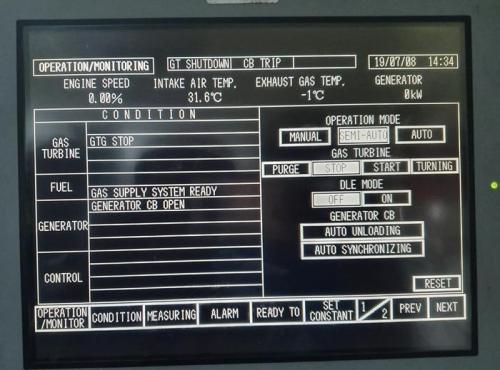 OPERATION/MONITORING GT SHUTDOWN CB TRIP 19/07/08 14:34
ENGINE SPEED INTAKE AIR TEMP. EXHAUST GAS TEMP. GENERATOR
0.00% 31.6℃ -1℃ 0kW
CONDITION
GAS TURBINE
GTG STOP
FUEL
GAS SUPPLY SYSTEM READY
GENERATOR CB OPEN
GENERATOR
CONTROL
OPERATION MODE
MANUAL SEMI-AUTO AUTO
GAS TURBINE
PURGE STOP START TURNING
DLE MODE
OFF ON
GENERATOR CB
AUTO UNLOADING
AUTO SYNCHRONIZING
RESET
OPERATION/MONITOR CONDITION MEASURING ALARM READY TO SET CONSTANT 1/2 PREV NEXT